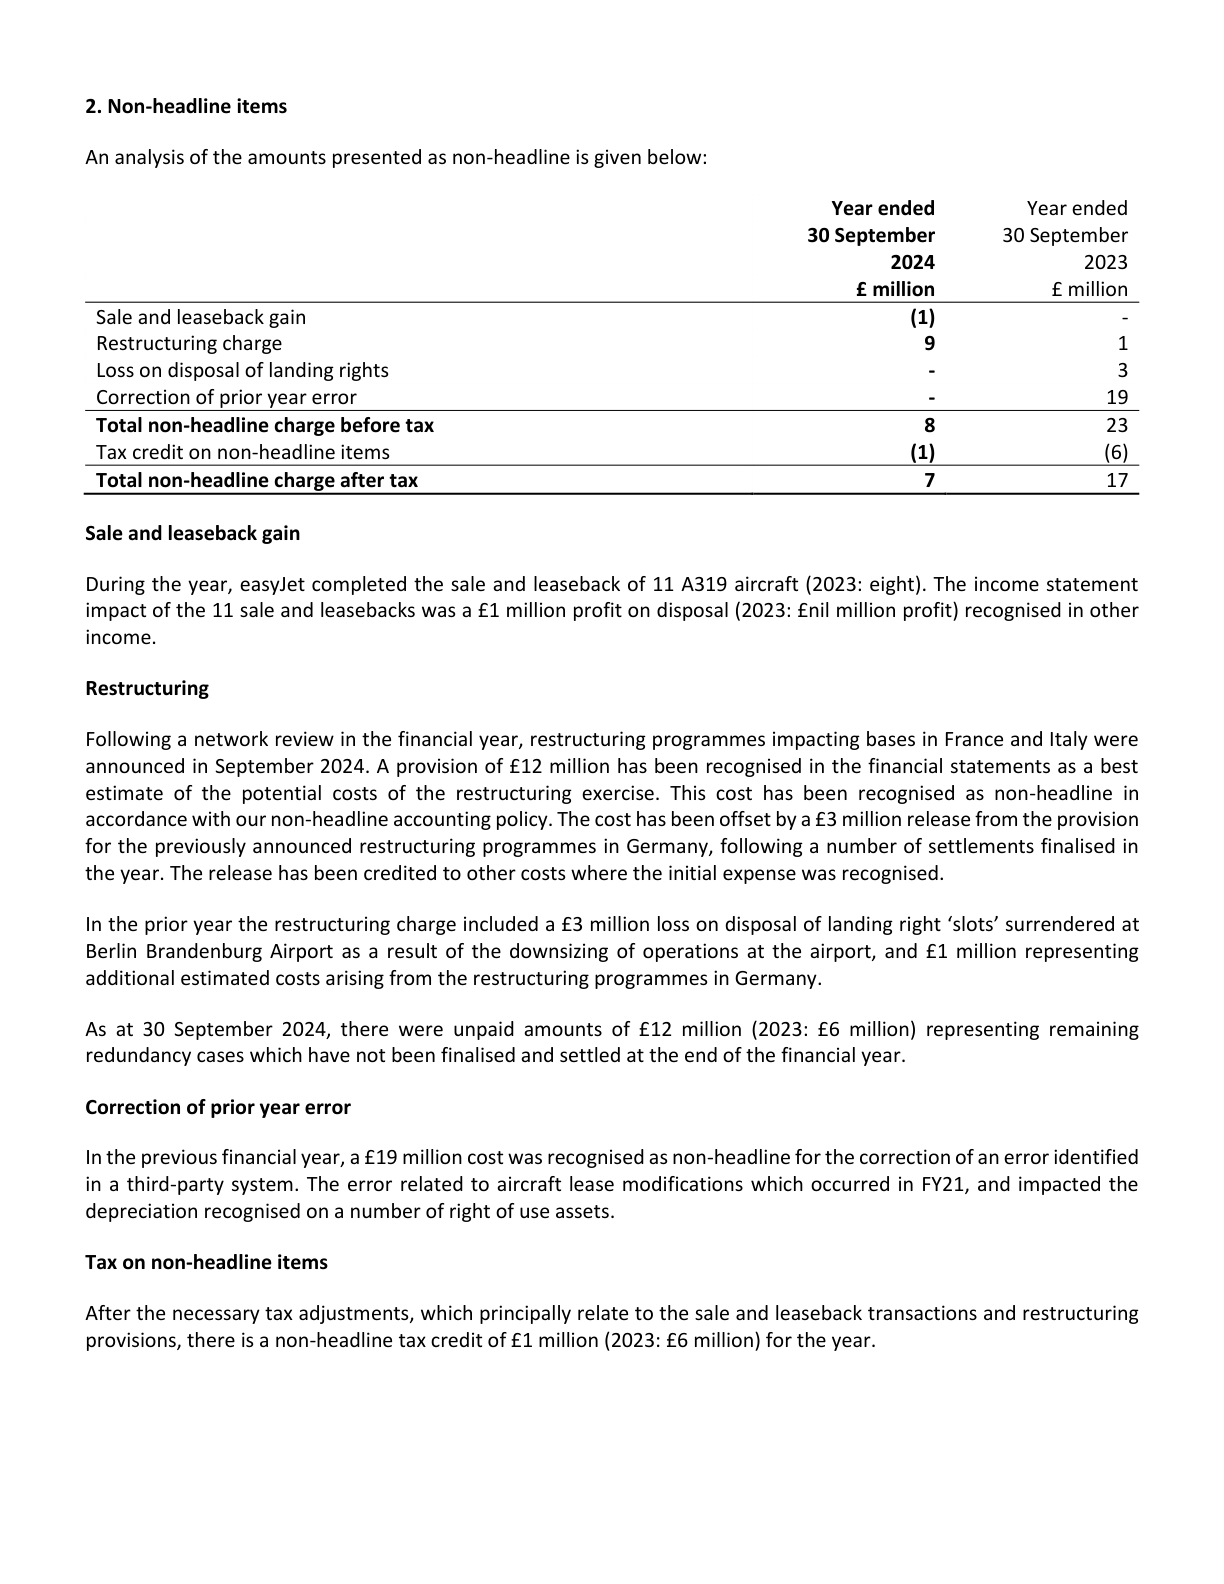 2. Non-headline items
An analysis of the amounts presented as non-headline is given below:
Year ended Year ended
30 September 30 September
2024 2023
£ million £ million
Sale and leaseback gain (1) -
Restructuring charge 9 1
Loss on disposal of landing rights - 3
Correction of prior year error - 19
Total non-headline charge before tax 8 23
Tax credit on non-headline items (1) (6)
Total non-headline charge after tax 7 17
Sale and leaseback gain
During the year, easyJet completed the sale and leaseback of 11 A319 aircraft (2023: eight). The income statement
impact of the 11 sale and leasebacks was a £1 million profit on disposal (2023: £nil million profit) recognised in other
income.
Restructuring
Following a network review in the financial year, restructuring programmes impacting bases in France and Italy were
announced in September 2024. A provision of £12 million has been recognised in the financial statements as a best
estimate of the potential costs of the restructuring exercise. This cost has been recognised as non-headline in
accordance with our non-headline accounting policy. The cost has been offset by a £3 million release from the provision
for the previously announced restructuring programmes in Germany, following a number of settlements finalised in
the year. The release has been credited to other costs where the initial expense was recognised.
In the prior year the restructuring charge included a £3 million loss on disposal of landing right ‘slots’ surrendered at
Berlin Brandenburg Airport as a result of the downsizing of operations at the airport, and £1 million representing
additional estimated costs arising from the restructuring programmes in Germany.
As at 30 September 2024, there were unpaid amounts of £12 million (2023: £6 million) representing remaining
redundancy cases which have not been finalised and settled at the end of the financial year.
Correction of prior year error
In the previous financial year, a £19 million cost was recognised as non-headline for the correction of an error identified
in a third-party system. The error related to aircraft lease modifications which occurred in FY21, and impacted the
depreciation recognised on a number of right of use assets.
Tax on non-headline items
After the necessary tax adjustments, which principally relate to the sale and leaseback transactions and restructuring
provisions, there is a non-headline tax credit of £1 million (2023: £6 million) for the year.